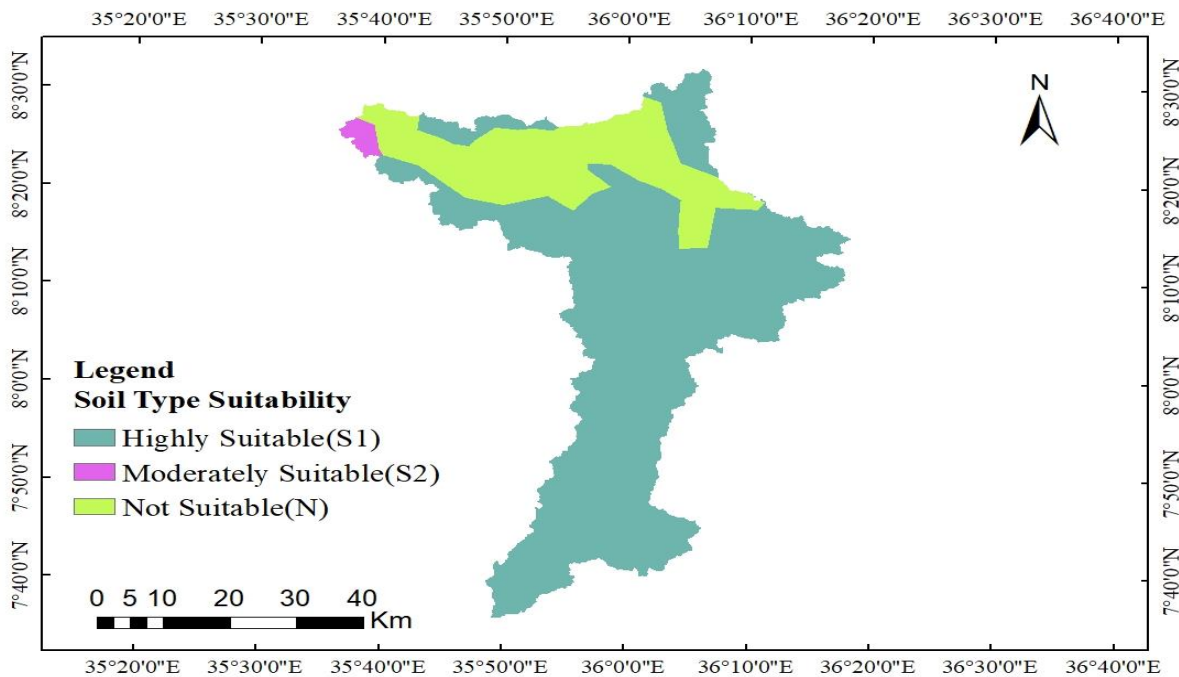 35°20'0"E 35°40'0"E 35°50'0"E 36°0'0"E 36°10'0"E 36°20'0"E 36°30'0"E 36°40'0"E
8°30'0"N
8°20'0"N
8°10'0"N
8°0'0"N
7°50'0"N
7°40'0"N
N
8°30'0"N
8°20'0"N
8°10'0"N
8°0'0"N
7°50'0"N
7°40'0"N
Legend
Soil Type Suitability
Highly Suitable(S1)
Moderately Suitable(S2)
Not Suitable(N)
0 5 10 20 30 40
Km
35°20'0"E 35°30'0"E 35°40'0"E 35°50'0"E 36°0'0"E 36°10'0"E 36°20'0"E 36°30'0"E 36°40'0"E